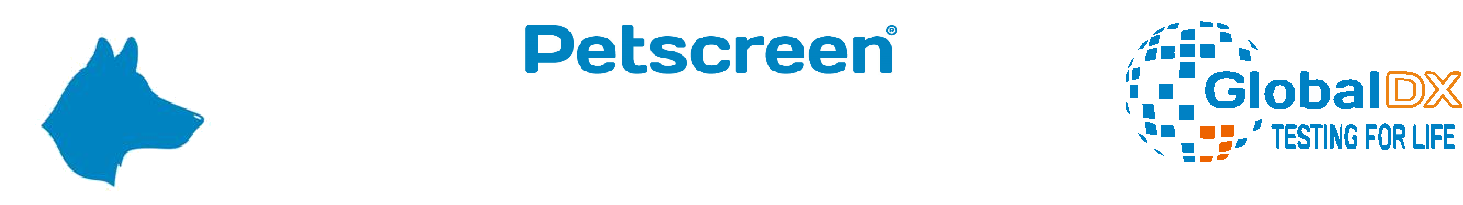 Petscreen®
GlobalDX
TESTING FOR LIFE